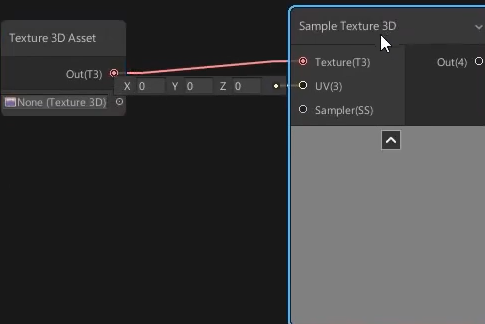 Texture 3D Asset
Out(T3)
None (Texture 3D)
X 0 Y 0 Z 0
Sample Texture 3D
Texture(T3)
UV(3)
Sampler(SS)
Out(4)